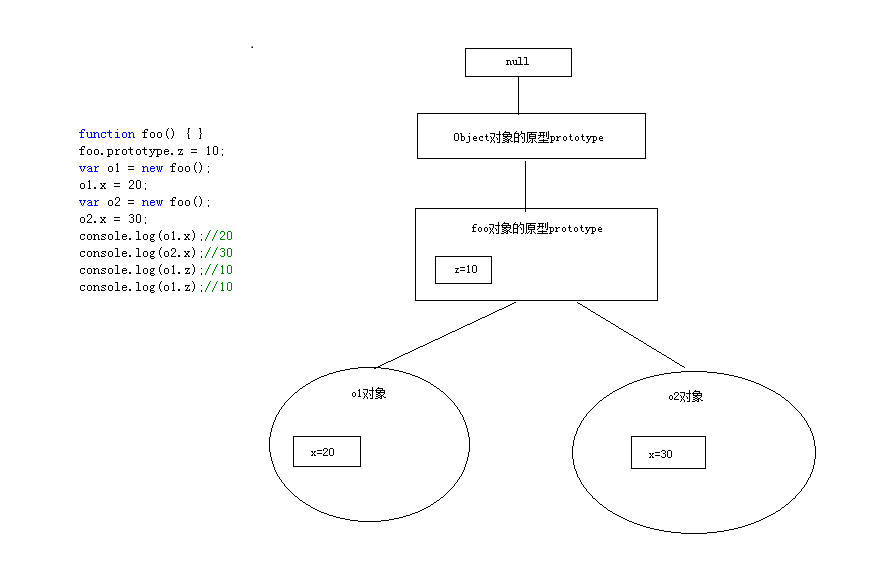 function foo() { }
foo.prototype.z = 10;
var o1 = new foo();
o1.x = 20;
var o2 = new foo();
o2.x = 30;
console.log(o1.x);//20
console.log(o2.x);//30
console.log(o1.z);//10
console.log(o1.z);//10
null
Object对象的原型prototype
foo对象的原型prototype
z=10
o1对象
x=20
o2对象
x=30